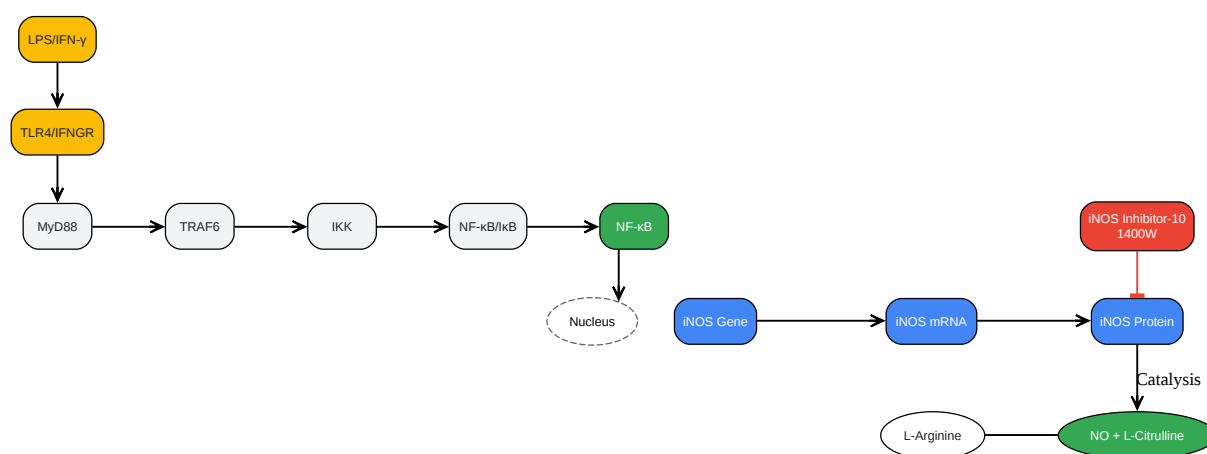 LPS/IFN-γ
TLR4/IFNGR
MyD88
TRAF6
IKK
NF-κB/IκB
NF-κB
iNOS Inhibitor-10
1400W
Nucleus
iNOS Gene
iNOS mRNA
iNOS Protein
Catalysis
L-Arginine
NO + L-Citrulline